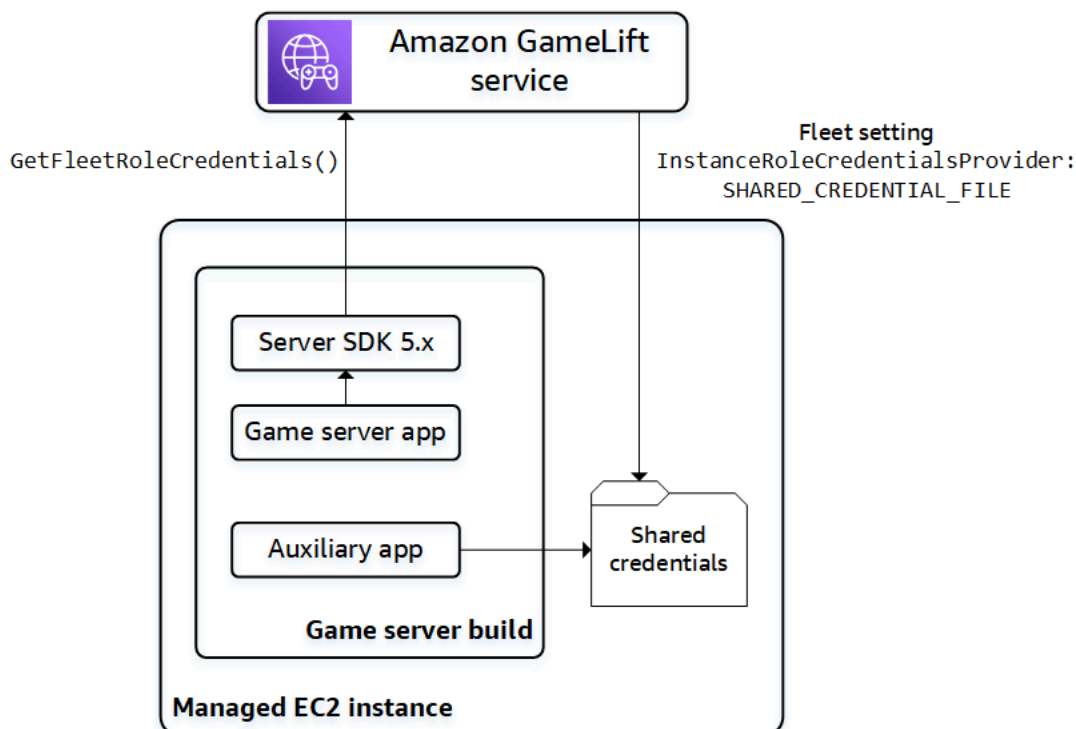 Amazon GameLift
service
GetFleetRoleCredentials()
Fleet setting
InstanceRoleCredentialsProvider:
SHARED_CREDENTIAL_FILE
Server SDK 5.x
Game server app
Auxiliary app
Shared
credentials
Game server build
Managed EC2 instance